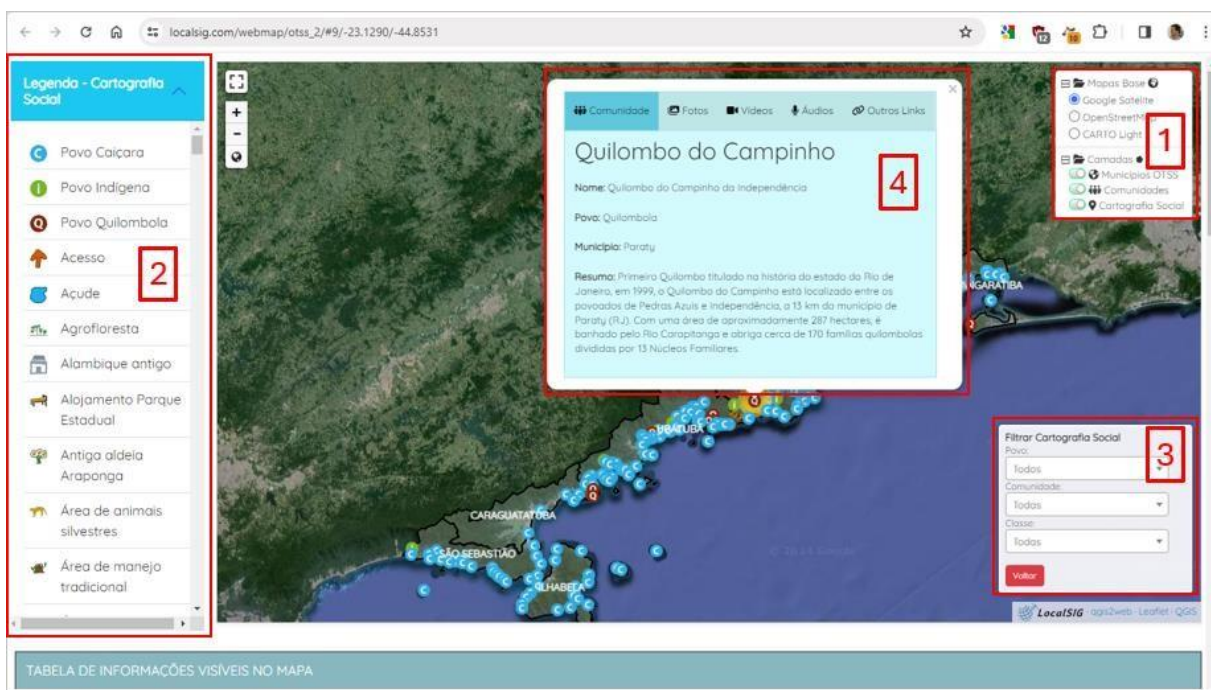 localsig.com/webmap/otss_2/#9/-23.1290/-44.8531
12
10
Legenda - Cartografia
Social
C Povo Caiçara
I Povo Indígena
Q Povo Quilombola
Acesso
2
Açude
Agrofloresta
Alambique antigo
Alojamento Parque
Estadual
Antiga aldeia
Araponga
Área de animais
silvestres
Área de manejo
tradicional
+
-
Comunidade Fotos Vídeos Áudios Outros Links
×
Quilombo do Campinho
4
Nome: Quilombo do Campinho da Independência
Povo: Quilombola
Município: Paraty
Resumo: Primeiro Quilombo titulado na história do estado do Rio de
Janeiro, em 1999, o Quilombo do Campinho está localizado entre os
povoados de Pedras Azuis e Independência, a 13 km do município de
Paraty (RJ). Com uma área de aproximadamente 287 hectares, é
banhado pelo Rio Carapitanga e abriga cerca de 170 famílias quilombolas
divididas por 13 Núcleos Familiares.
Mapas Base
Google Satélite
OpenStreetMap
CARTO Light
1
Camadas
Municípios OTSS
Comunidades
Cartografia Social
NGARATIBA
UBATUBA
CARAGUATATUBA
SÃO SEBASTIÃO
ILHABELA
Filtrar Cartografia Social
3
Povo:
Todos
Comunidade:
Todas
Classe:
Todas
Voltar
LocalSIG · qgis2web · Leaflet · QGIS
TABELA DE INFORMAÇÕES VISÍVEIS NO MAPA